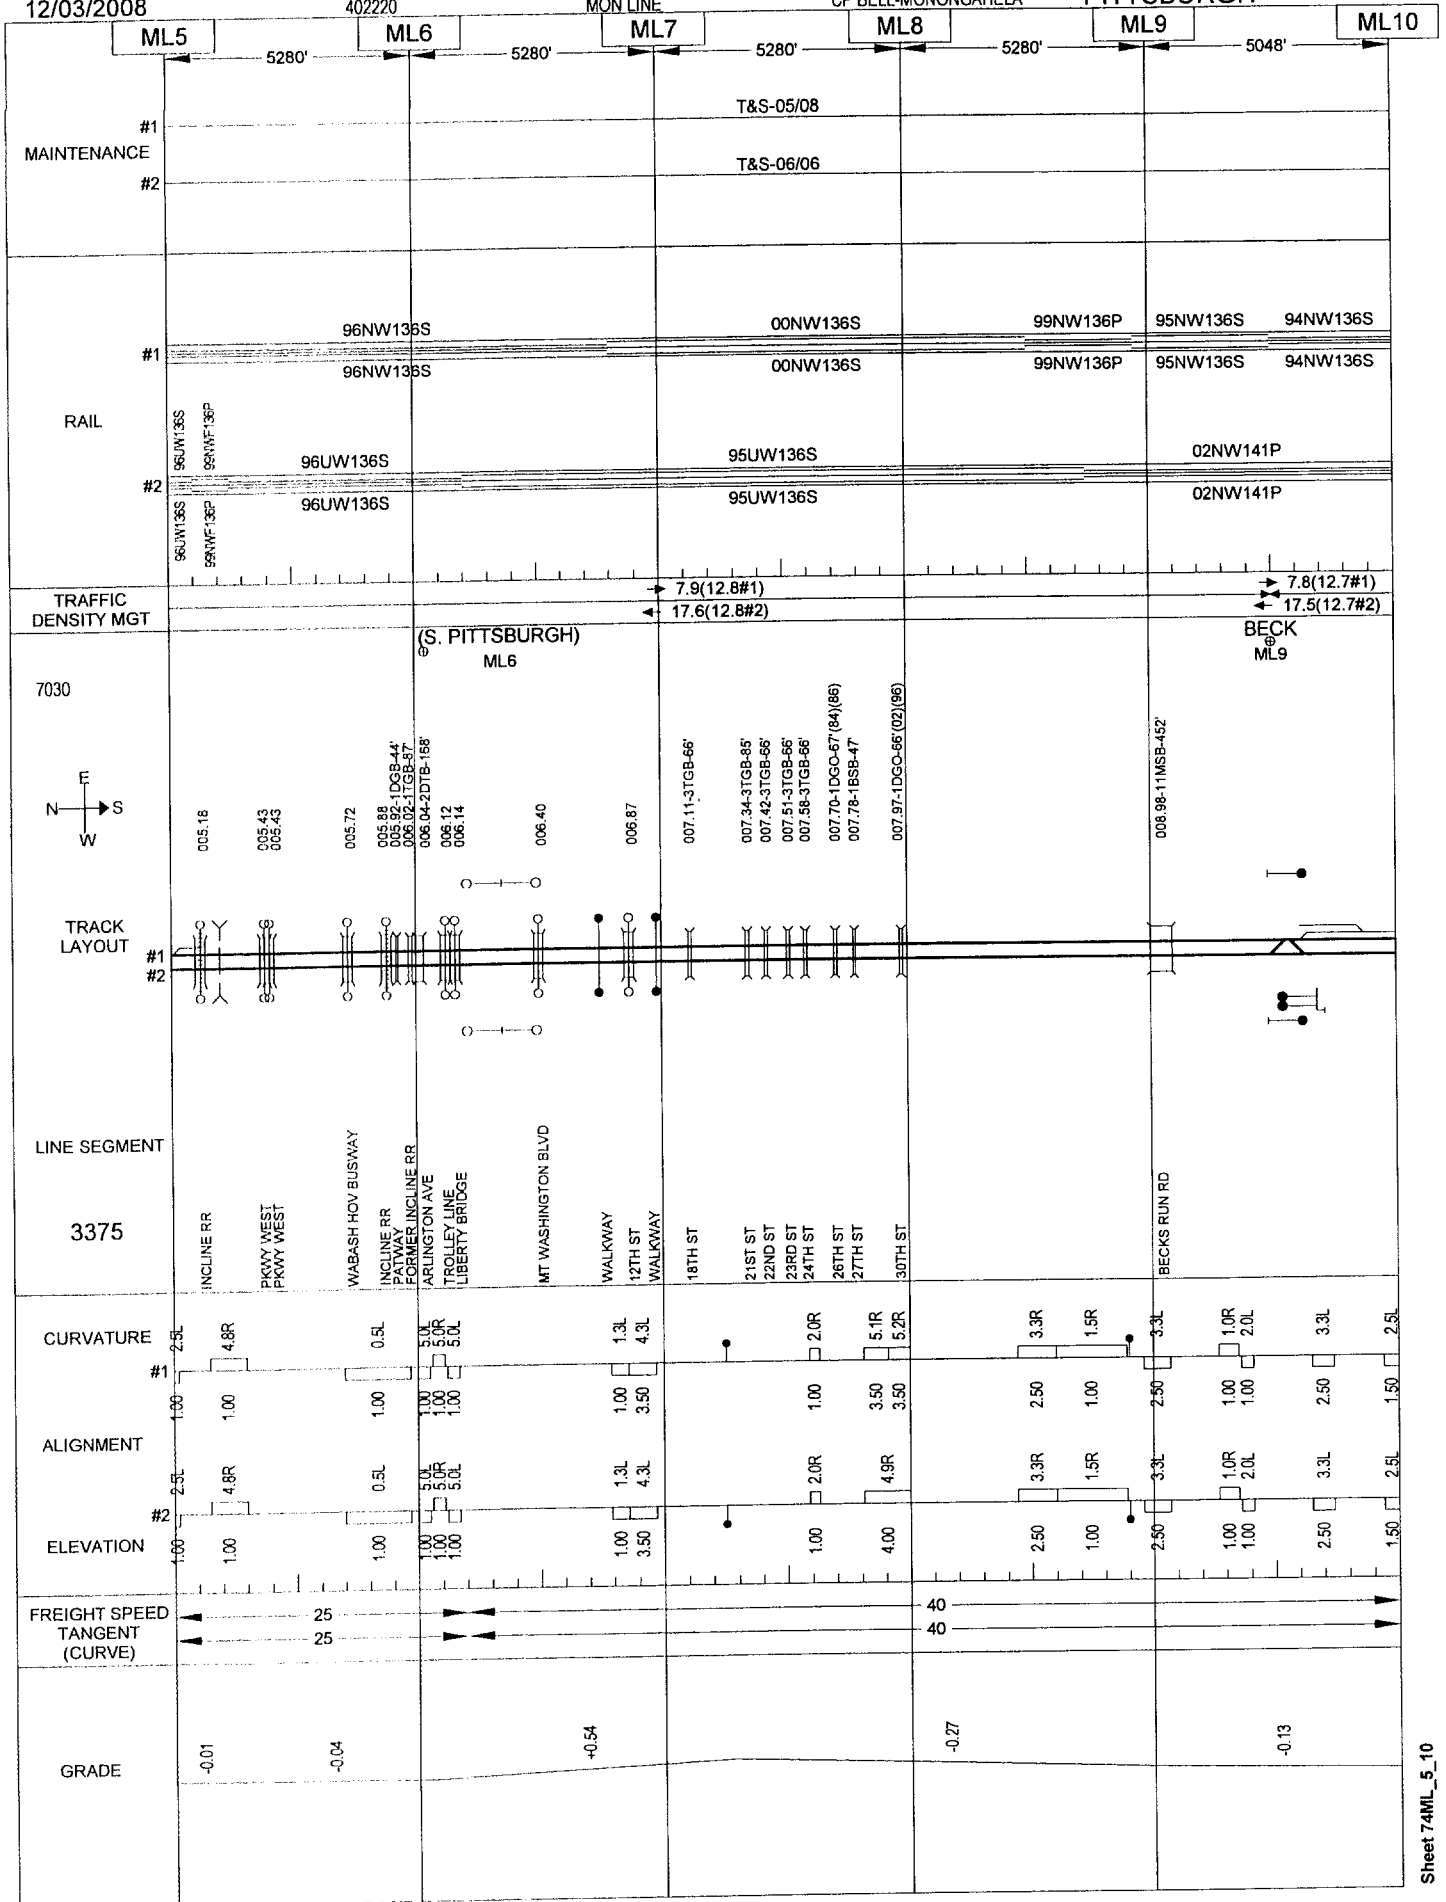 12/03/2008 402220 MON LINE CP BELL-MONONGAHELA PITTSBURGH
ML5 ML6 ML7 ML8 ML9 ML10
5280' 5280' 5280' 5280' 5048'
T&S-05/08
#1
MAINTENANCE
T&S-06/06
#2
96NW136S 00NW136S 99NW136P 95NW136S 94NW136S
#1
96NW136S 00NW136S 99NW136P 95NW136S 94NW136S
RAIL
96UW136S
99NWF136P
96UW136S 95UW136S 02NW141P
#2
96UW136S 95UW136S 02NW141P
96UW136S
99NWF136P
TRAFFIC
DENSITY MGT
7.9(12.8#1) 7.8(12.7#1)
17.6(12.8#2) 17.5(12.7#2)
(S. PITTSBURGH)
ML6
BECK
ML9
7030
E
N S
W
005.18
005.43
005.43
005.72
005.88
005.92-1DGB-44'
006.02-1TGB-87'
006.04-2DTB-168'
006.12
006.14
006.40
006.87
007.11-3TGB-66'
007.34-3TGB-85'
007.42-3TGB-66'
007.51-3TGB-66'
007.58-3TGB-66'
007.70-1DGO-67'(84)(86)
007.78-1BSB-47'
007.97-1DGO-66'(02)(96)
008.98-11MSB-452'
TRACK
LAYOUT
#1
#2
LINE SEGMENT
3375
INCLINE RR
PKWY WEST
PKWY WEST
WABASH HOV BUSWAY
INCLINE RR
PATWAY
FORMER INCLINE RR
ARLINGTON AVE
TROLLEY LINE
LIBERTY BRIDGE
MT WASHINGTON BLVD
WALKWAY
12TH ST
WALKWAY
18TH ST
21ST ST
22ND ST
23RD ST
24TH ST
26TH ST
27TH ST
30TH ST
BECKS RUN RD
CURVATURE
2.5L 4.8R 0.5L 5.0L 5.0R 5.0L 1.3L 4.3L 2.0R 5.1R 5.2R 3.3R 1.5R 3.3L 1.0R 2.0L 3.3L 2.5L
#1
1.00 1.00 1.00 1.00 1.00 1.00 1.00 3.50 1.00 3.50 3.50 2.50 1.00 2.50 1.00 1.00 2.50 1.50
ALIGNMENT
2.5L 4.8R 0.5L 5.0L 5.0R 5.0L 1.3L 4.3L 2.0R 4.9R 3.3R 1.5R 3.3L 1.0R 2.0L 3.3L 2.5L
#2
ELEVATION
1.00 1.00 1.00 1.00 1.00 1.00 1.00 3.50 1.00 4.00 2.50 1.00 2.50 1.00 1.00 2.50 1.50
FREIGHT SPEED
TANGENT
(CURVE)
25 40
25 40
GRADE
-0.01 -0.04 +0.54 -0.27 -0.13
Sheet 74ML_5_10